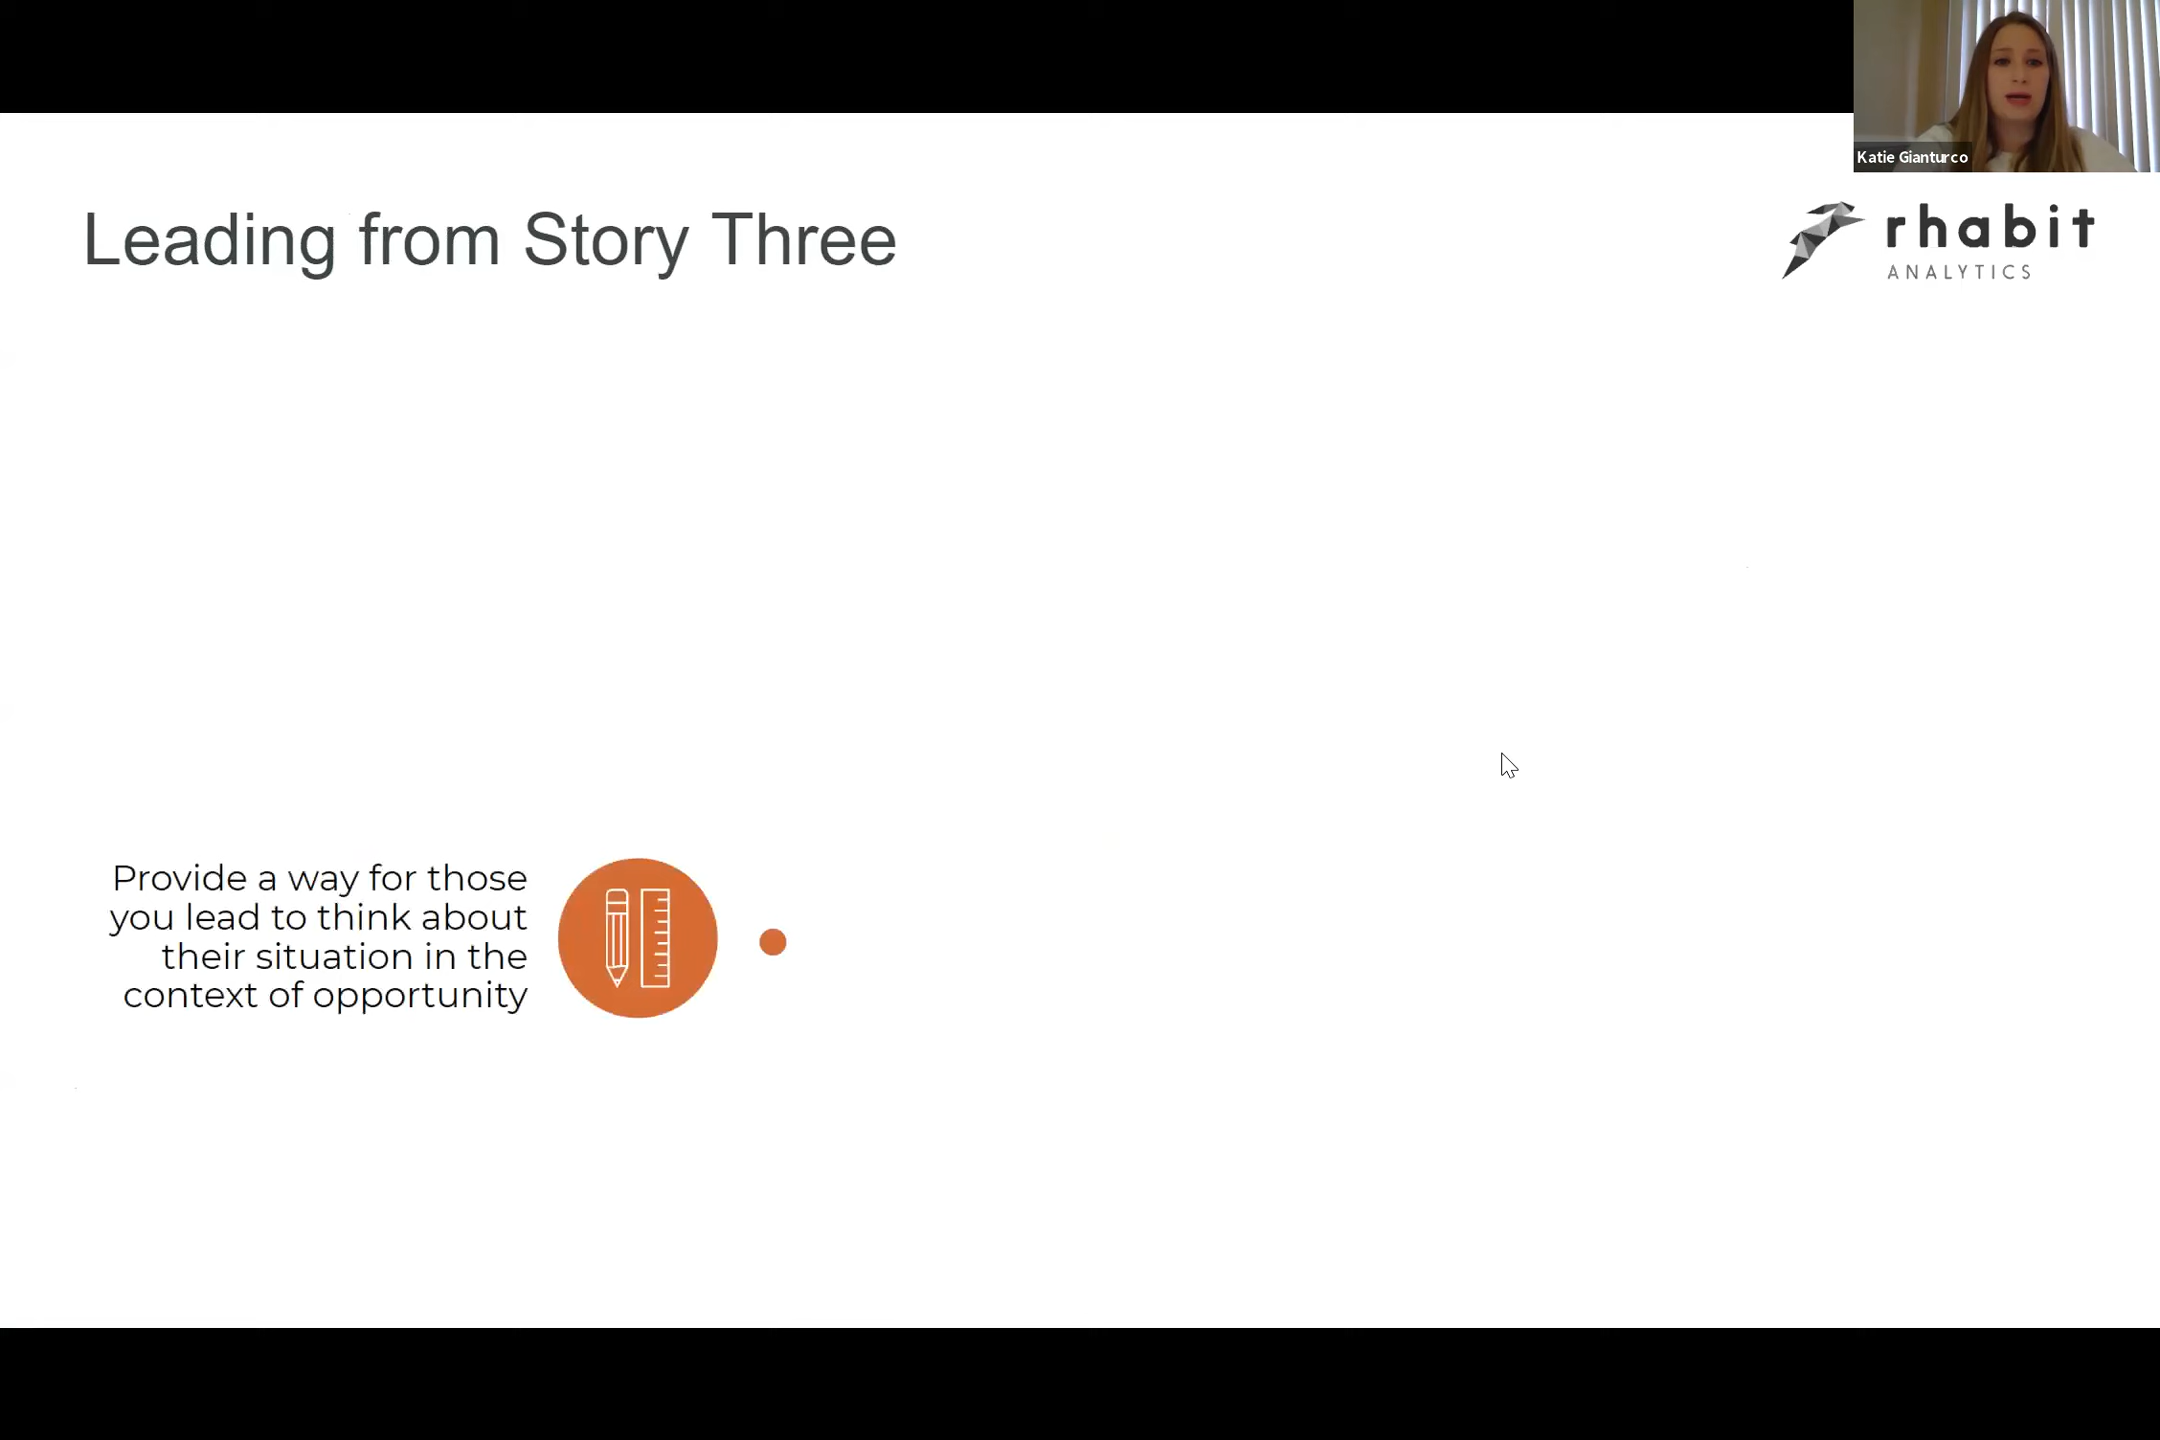 Katie Gianturco
Leading from Story Three
rhabit
ANALYTICS
Provide a way for those
you lead to think about
their situation in the
context of opportunity